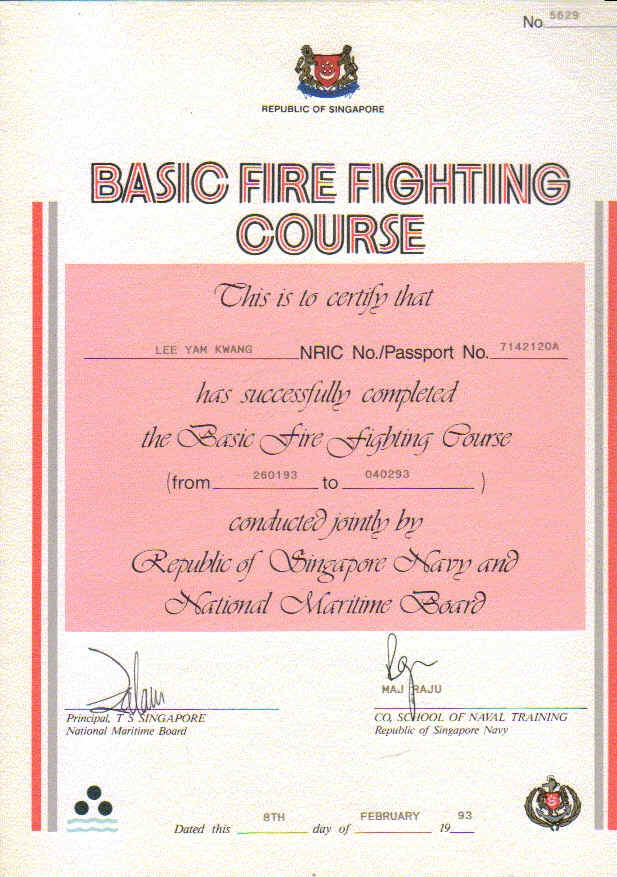 No 5629
REPUBLIC OF SINGAPORE
BASIC FIRE FIGHTING
COURSE
This is to certify that
LEE YAM KWANG NRIC No./Passport No. 7142120A
has successfully completed
the Basic Fire Fighting Course
(from 260193 to 040293 )
conducted jointly by
Republic of Singapore Navy and
National Maritime Board
MAJ RAJU
Principal, T S SINGAPORE
National Maritime Board
CO, SCHOOL OF NAVAL TRAINING
Republic of Singapore Navy
Dated this 8TH day of FEBRUARY 1993